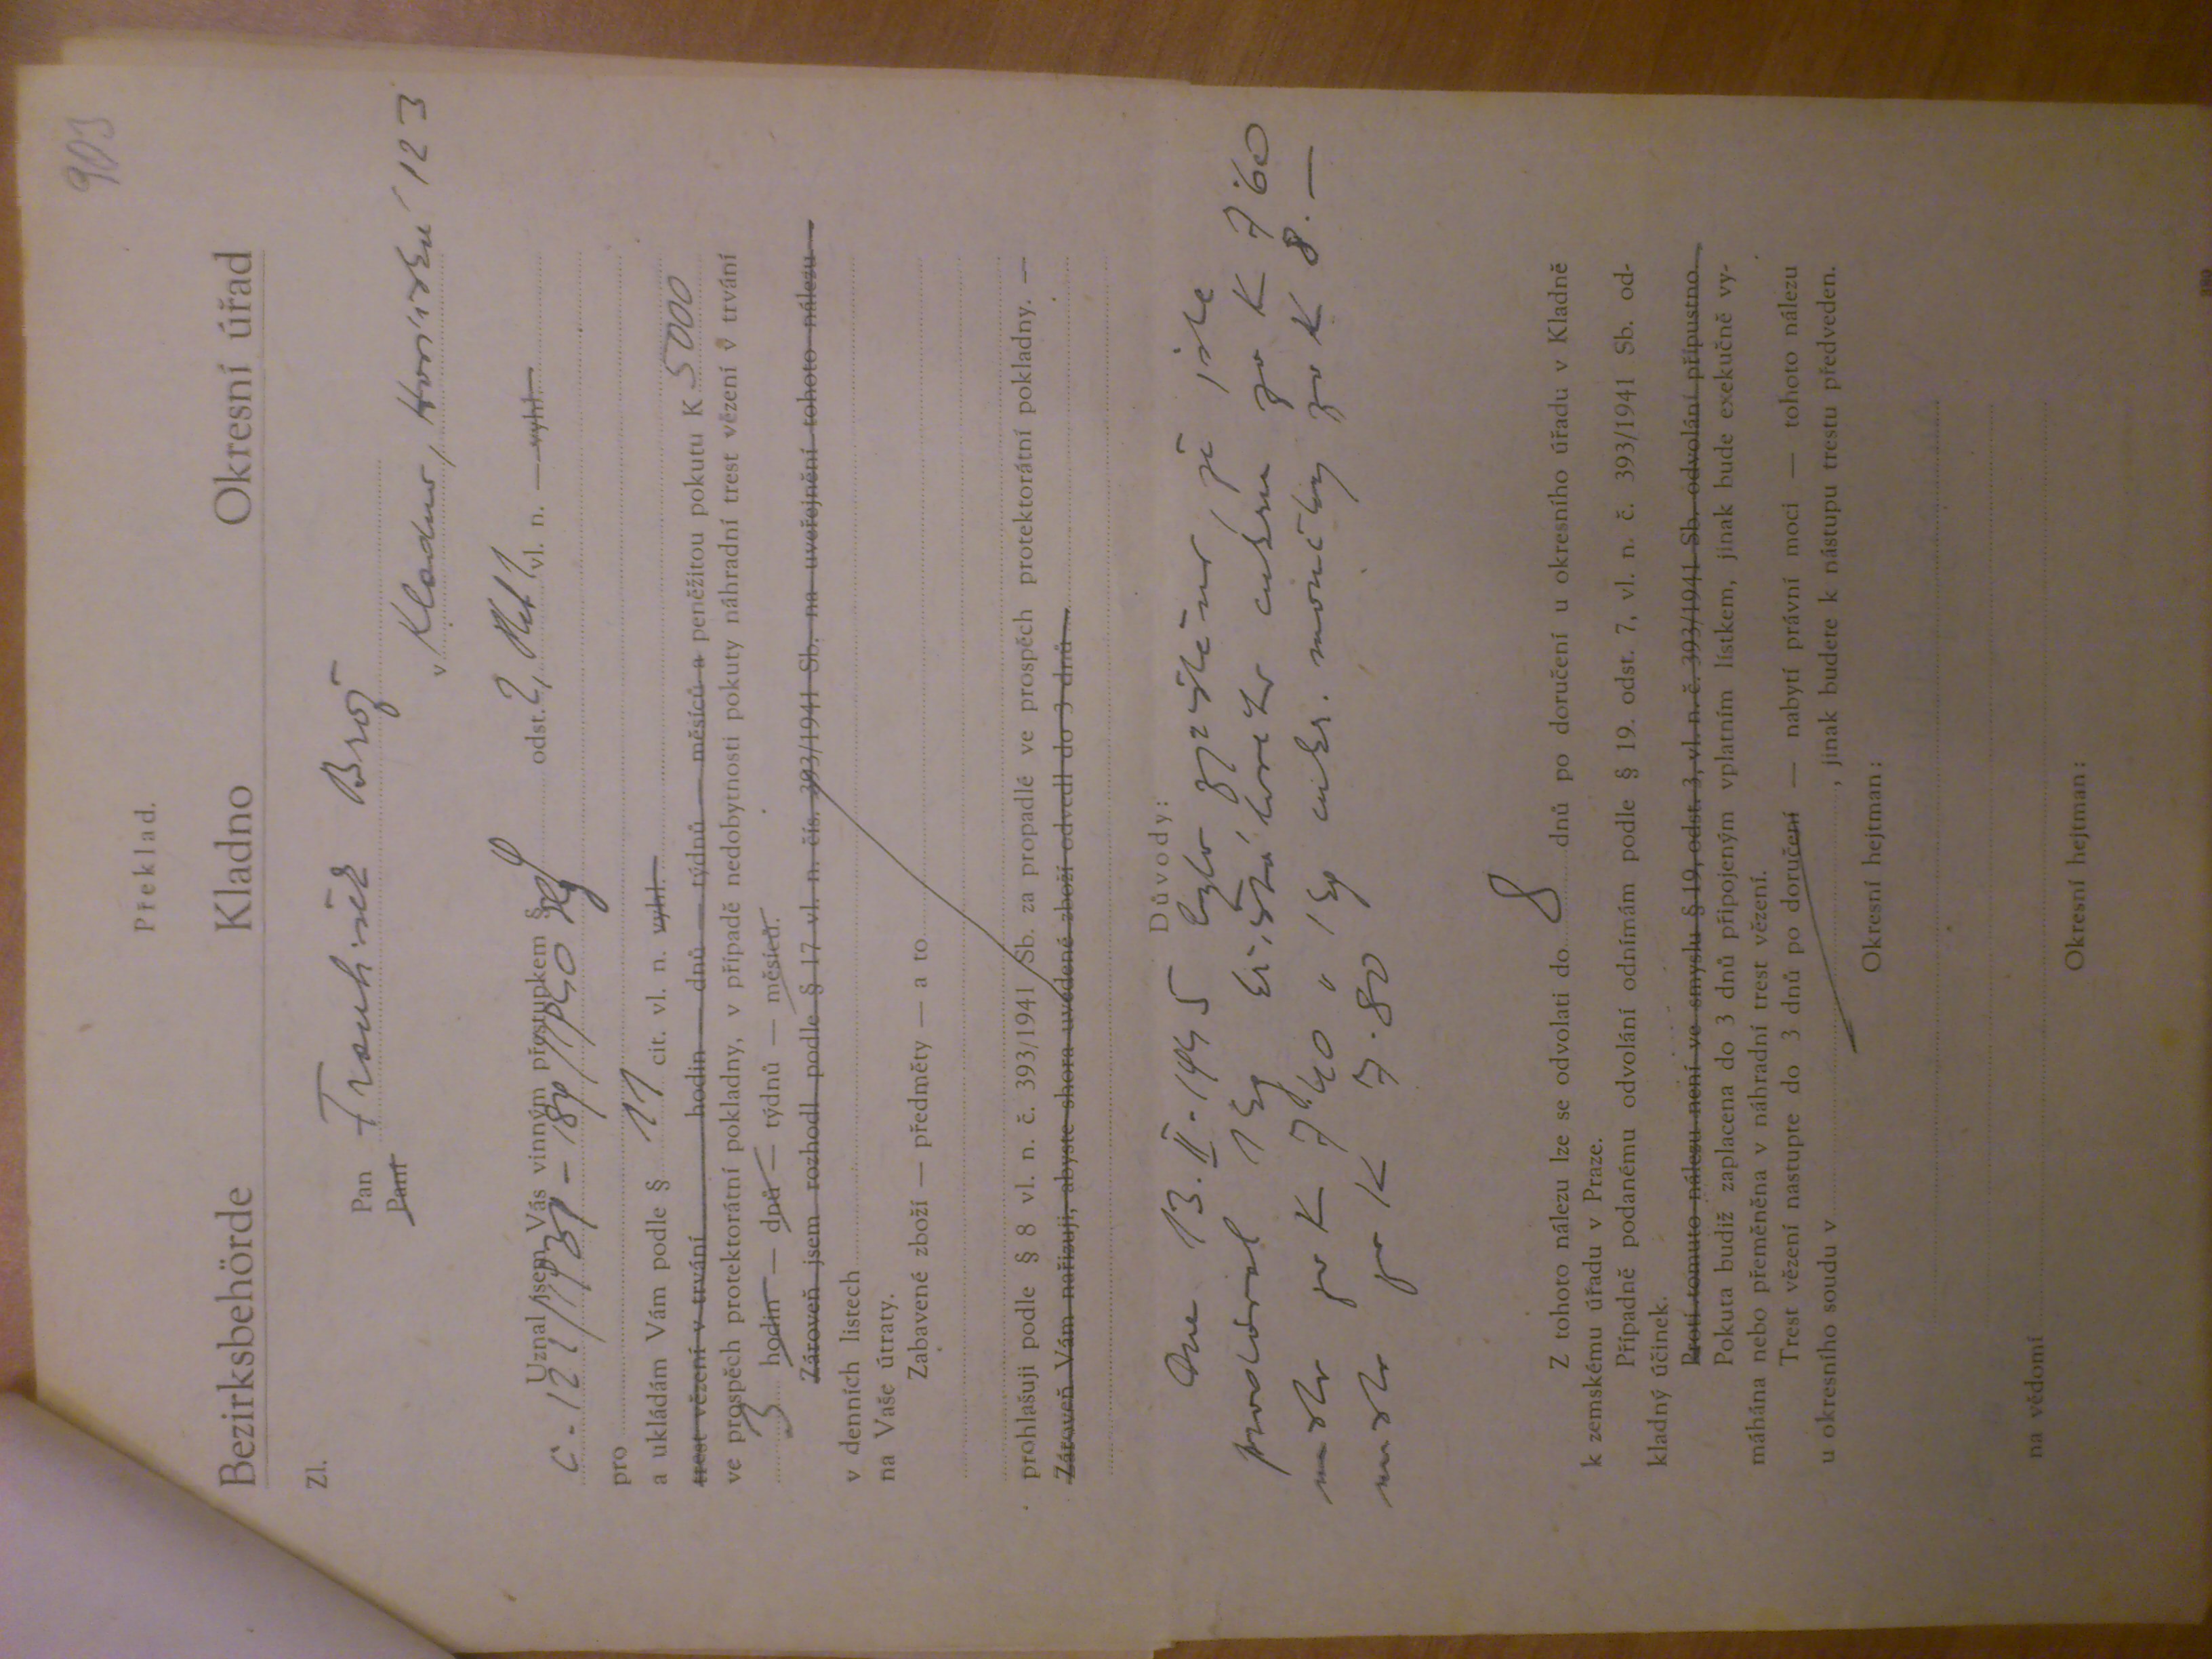 903
Překlad.
Bezirksbehörde Kladno Okresní úřad
Zl.
Pan František Brož
Paní
v Kladno, 123
Uznal jsem Vás vinným přestupkem § 9 odst. 2, vl. n. — vyhl.
č. 121/1939 - 189/1940 Sb
pro
a ukládám Vám podle § 11 cit. vl. n. vyhl.
trest vězení v trvání hodin — dnů — týdnů — měsíců a peněžitou pokutu K 5000
ve prospěch protektorátní pokladny, v případě nedobytnosti pokuty náhradní trest vězení v trvání
3 hodin — dnů — týdnů — měsíců.
Zároveň jsem rozhodl podle § 17 vl. n. čís. 393/1941 Sb. na uveřejnění tohoto nálezu
v denních listech
na Vaše útraty.
Zabavené zboží — předměty — a to
prohlašuji podle § 8 vl. n. č. 393/1941 Sb. za propadlé ve prospěch protektorátní pokladny. —
Zároveň Vám nařizuji, abyste shora uvedené zboží odvedl do 3 dnů
Důvody:
Dne 13. II. 1945 bylo zjištěno, že jste
prodával 1 kg krištálového cukru za K 7·60
místo za K 7·40 a 1 kg cukr. moučky za K 8.—
místo za K 7·80
Z tohoto nálezu lze se odvolati do 8 dnů po doručení u okresního úřadu v Kladně
k zemskému úřadu v Praze.
Případně podanému odvolání odnímám podle § 19. odst. 7, vl. n. č. 393/1941 Sb. od-
kladný účinek.
Proti tomuto nálezu není ve smyslu § 19, odst. 3, vl. n. č. 393/1941 Sb. odvolání přípustno.
Pokuta budiž zaplacena do 3 dnů připojeným vplatním lístkem, jinak bude exekučně vy-
máhána nebo přeměněna v náhradní trest vězení.
Trest vězení nastupte do 3 dnů po doručení — nabytí právní moci — tohoto nálezu
u okresního soudu v , jinak budete k nástupu trestu předveden.
Okresní hejtman:
na vědomí
Okresní hejtman: